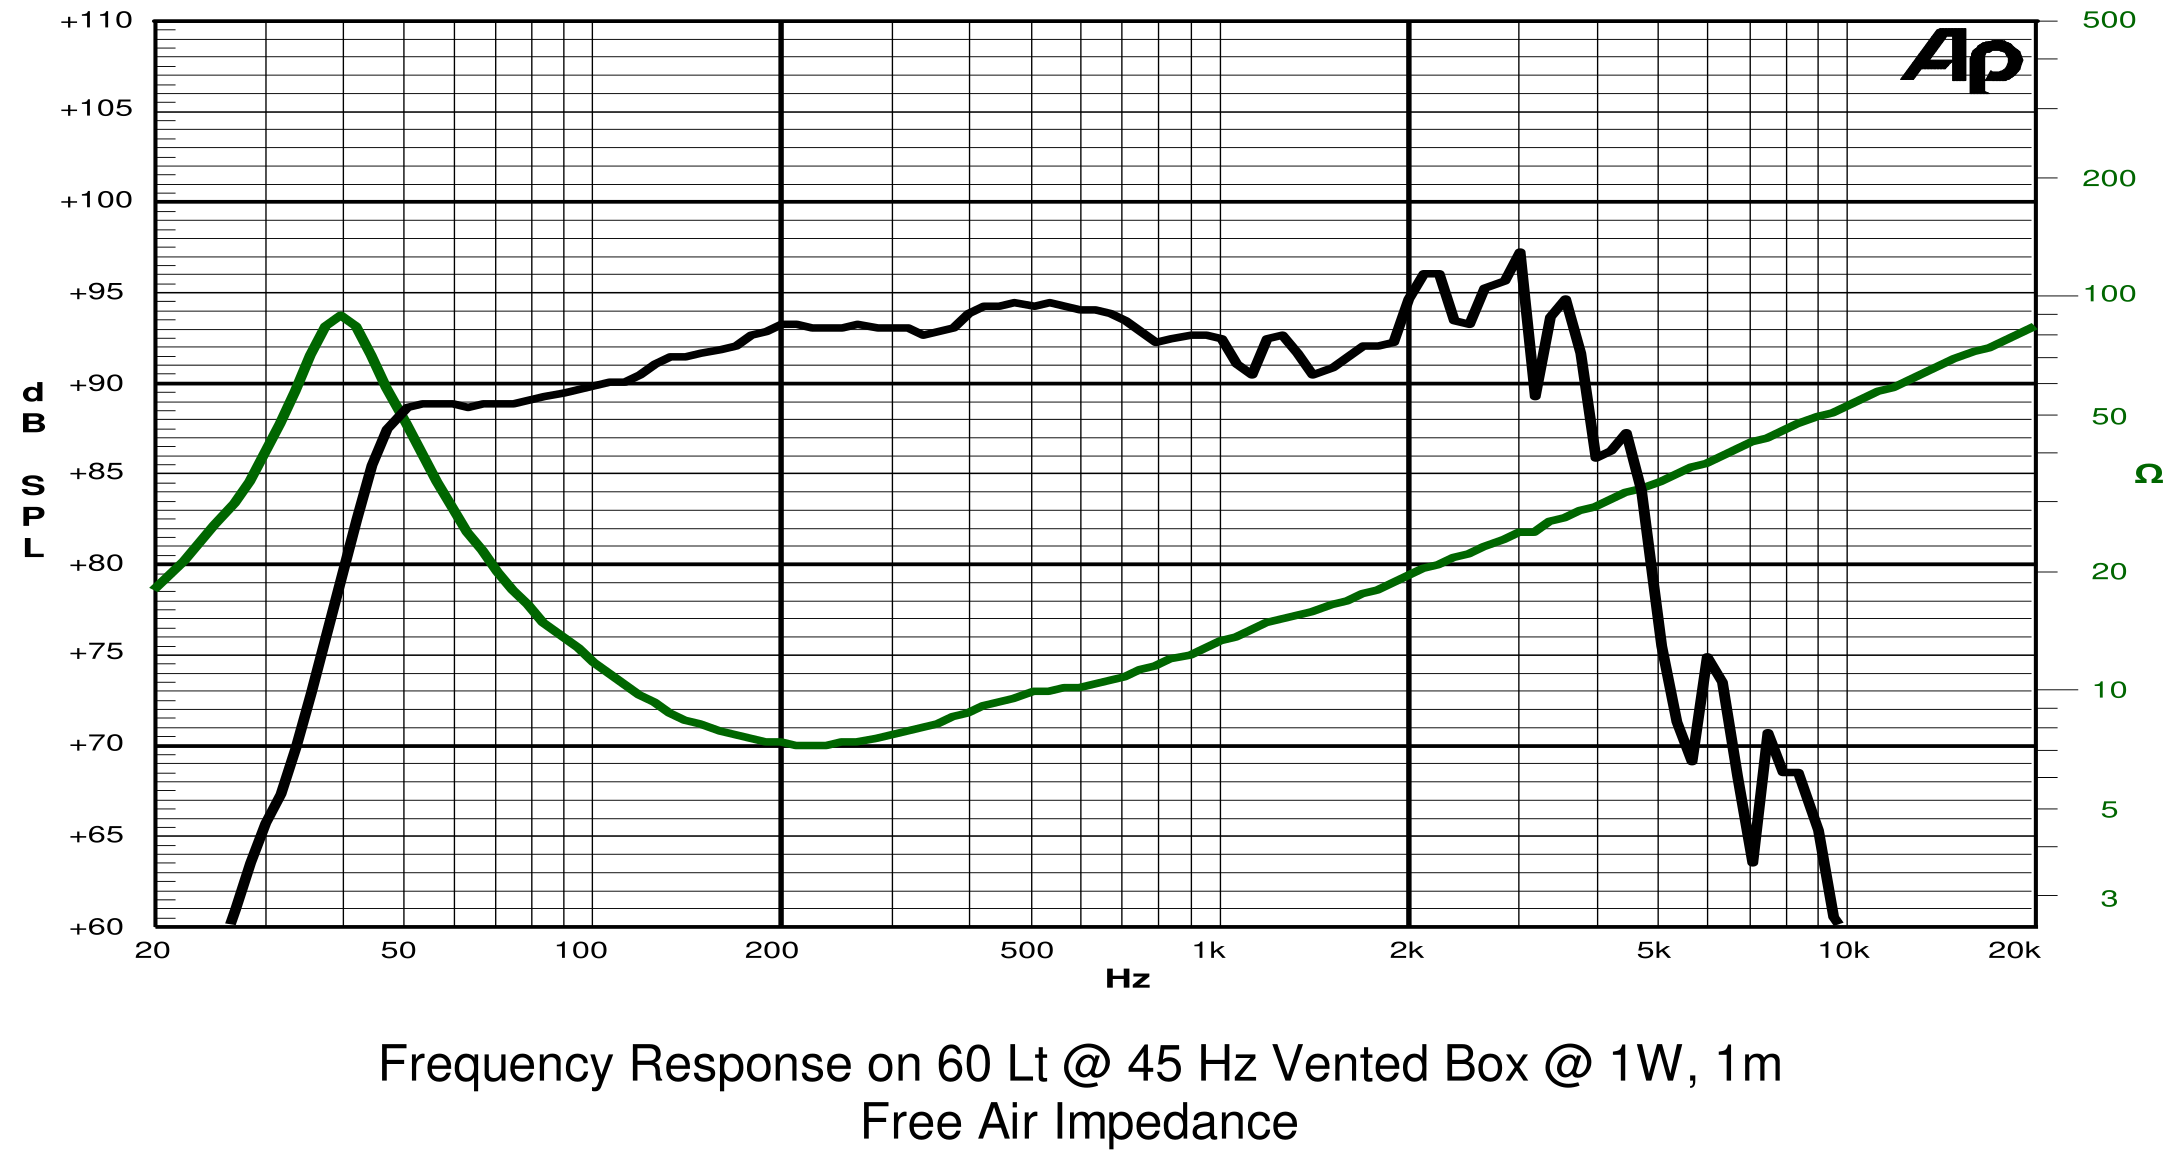 +110
+105
+100
+95
+90
+85
+80
+75
+70
+65
+60
dB SPL
Ap
500
200
100
50
20
10
5
3
Ω
20 50 100 200 500 1k 2k 5k 10k 20k
Hz
Frequency Response on 60 Lt @ 45 Hz Vented Box @ 1W, 1m
Free Air Impedance